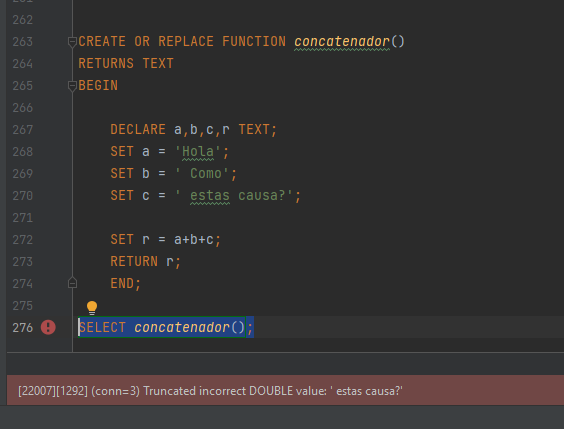 262
263 CREATE OR REPLACE FUNCTION concatenador()
264 RETURNS TEXT
265 BEGIN
266
267 DECLARE a,b,c,r TEXT;
268 SET a = 'Hola';
269 SET b = ' Como';
270 SET c = ' estas causa?';
271
272 SET r = a+b+c;
273 RETURN r;
274 END;
275
276 SELECT concatenador();
[22007][1292] (conn=3) Truncated incorrect DOUBLE value: ' estas causa?'